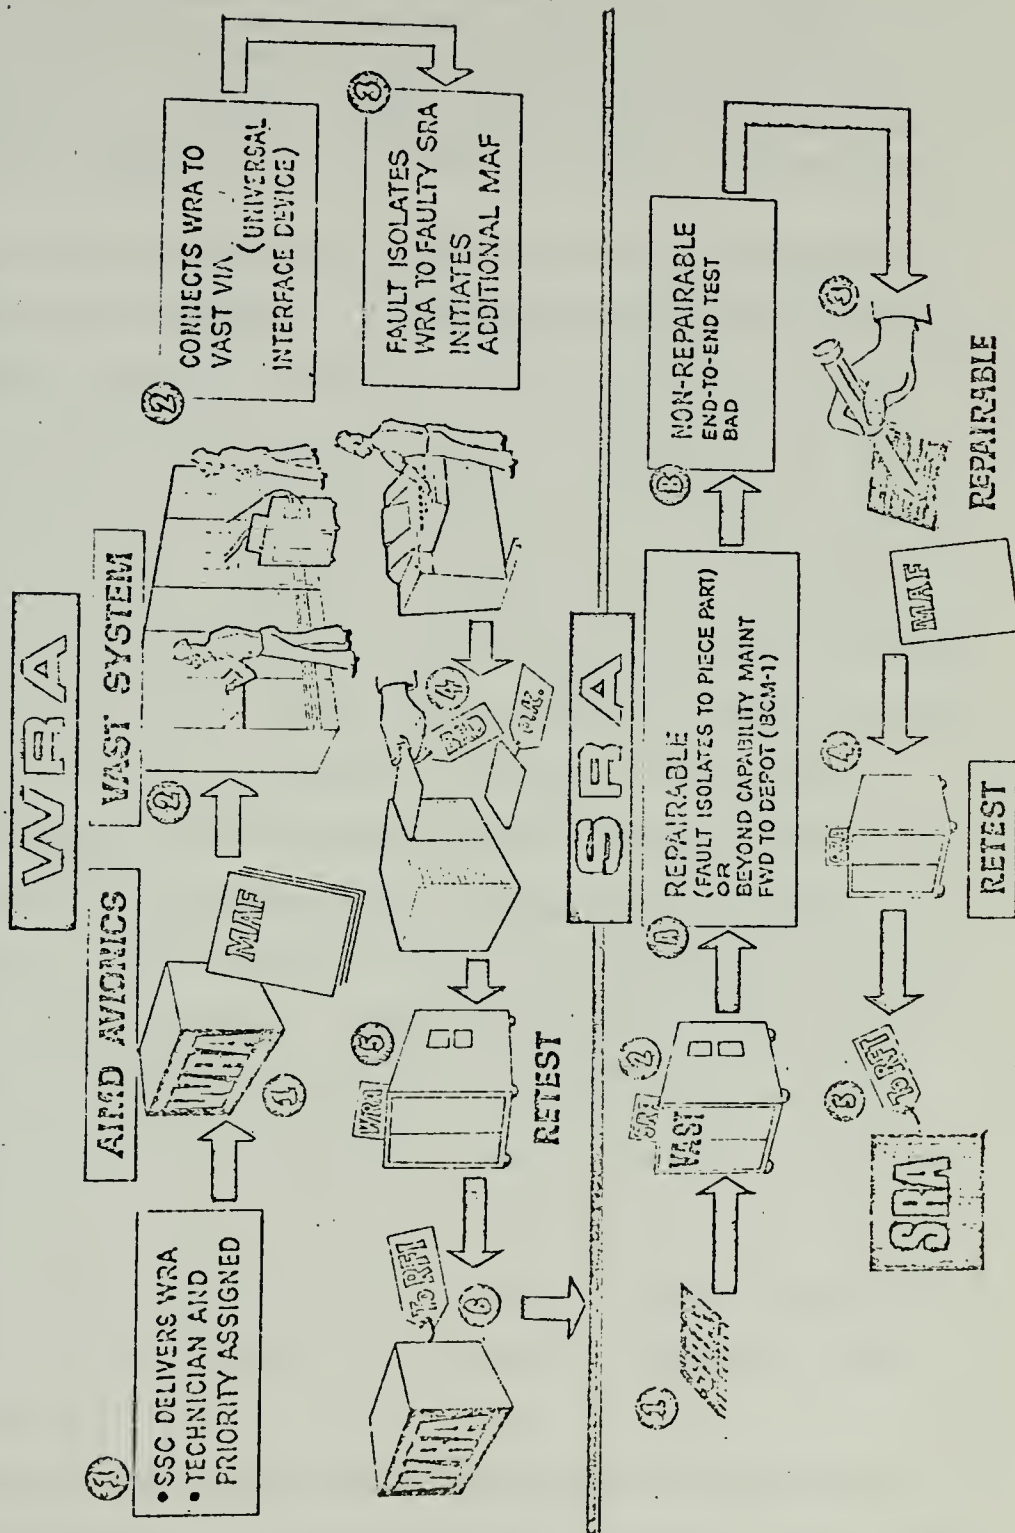 WRA
AIMD AVIONICS
VAST SYSTEM
1
• SSC DELIVERS WRA
• TECHNICIAN AND
PRIORITY ASSIGNED
WRA
1
MAF
2
2
CONNECTS WRA TO
VAST VIA
(UNIVERSAL
INTERFACE DEVICE)
3
FAULT ISOLATES
WRA TO FAULTY SRA
INITIATES
ADDITIONAL MAF
4
BAD
5
WRA
RETEST
6
TO RFI
WRA
SRA
1
2
SRA
VAST
A
REPAIRABLE
(FAULT ISOLATES TO PIECE PART)
OR
BEYOND CAPABILITY MAINT
FWD TO DEPOT (BCM-1)
B
NON-REPAIRABLE
END-TO-END TEST
BAD
3
REPAIRABLE
MAF
4
RETEST
5
TO RFI
SRA